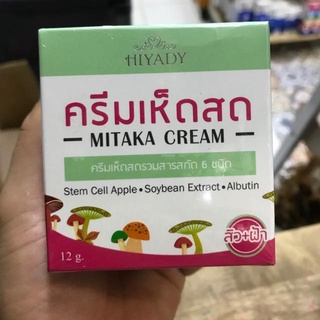 HIYADY
ครีมเห็ดสด
MITAKA CREAM
ครีมเห็ดสดรวมสารสกัด 6 ชนิด
Stem Cell Apple • Soybean Extract • Albutin
สิว+ฝ้า
12 g.